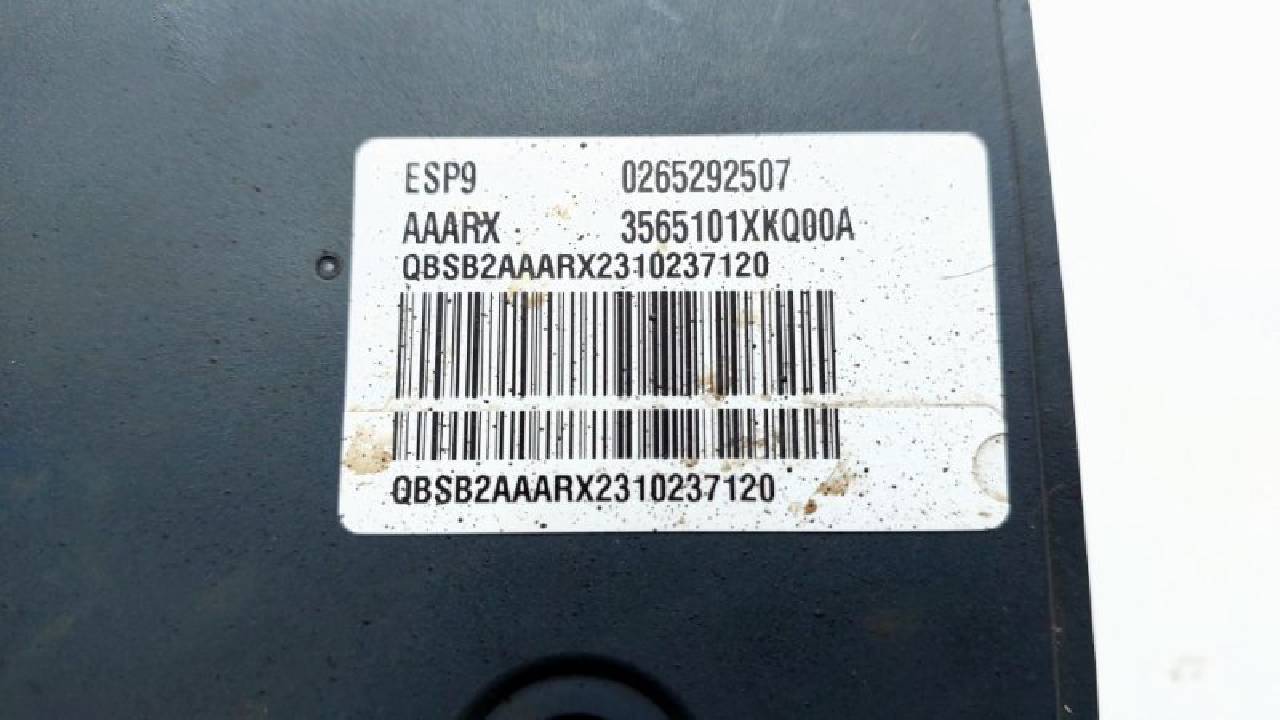 ESP9 0265292507
AAARX 3565101XKQ00A
QBSB2AAARX2310237120
QBSB2AAARX2310237120